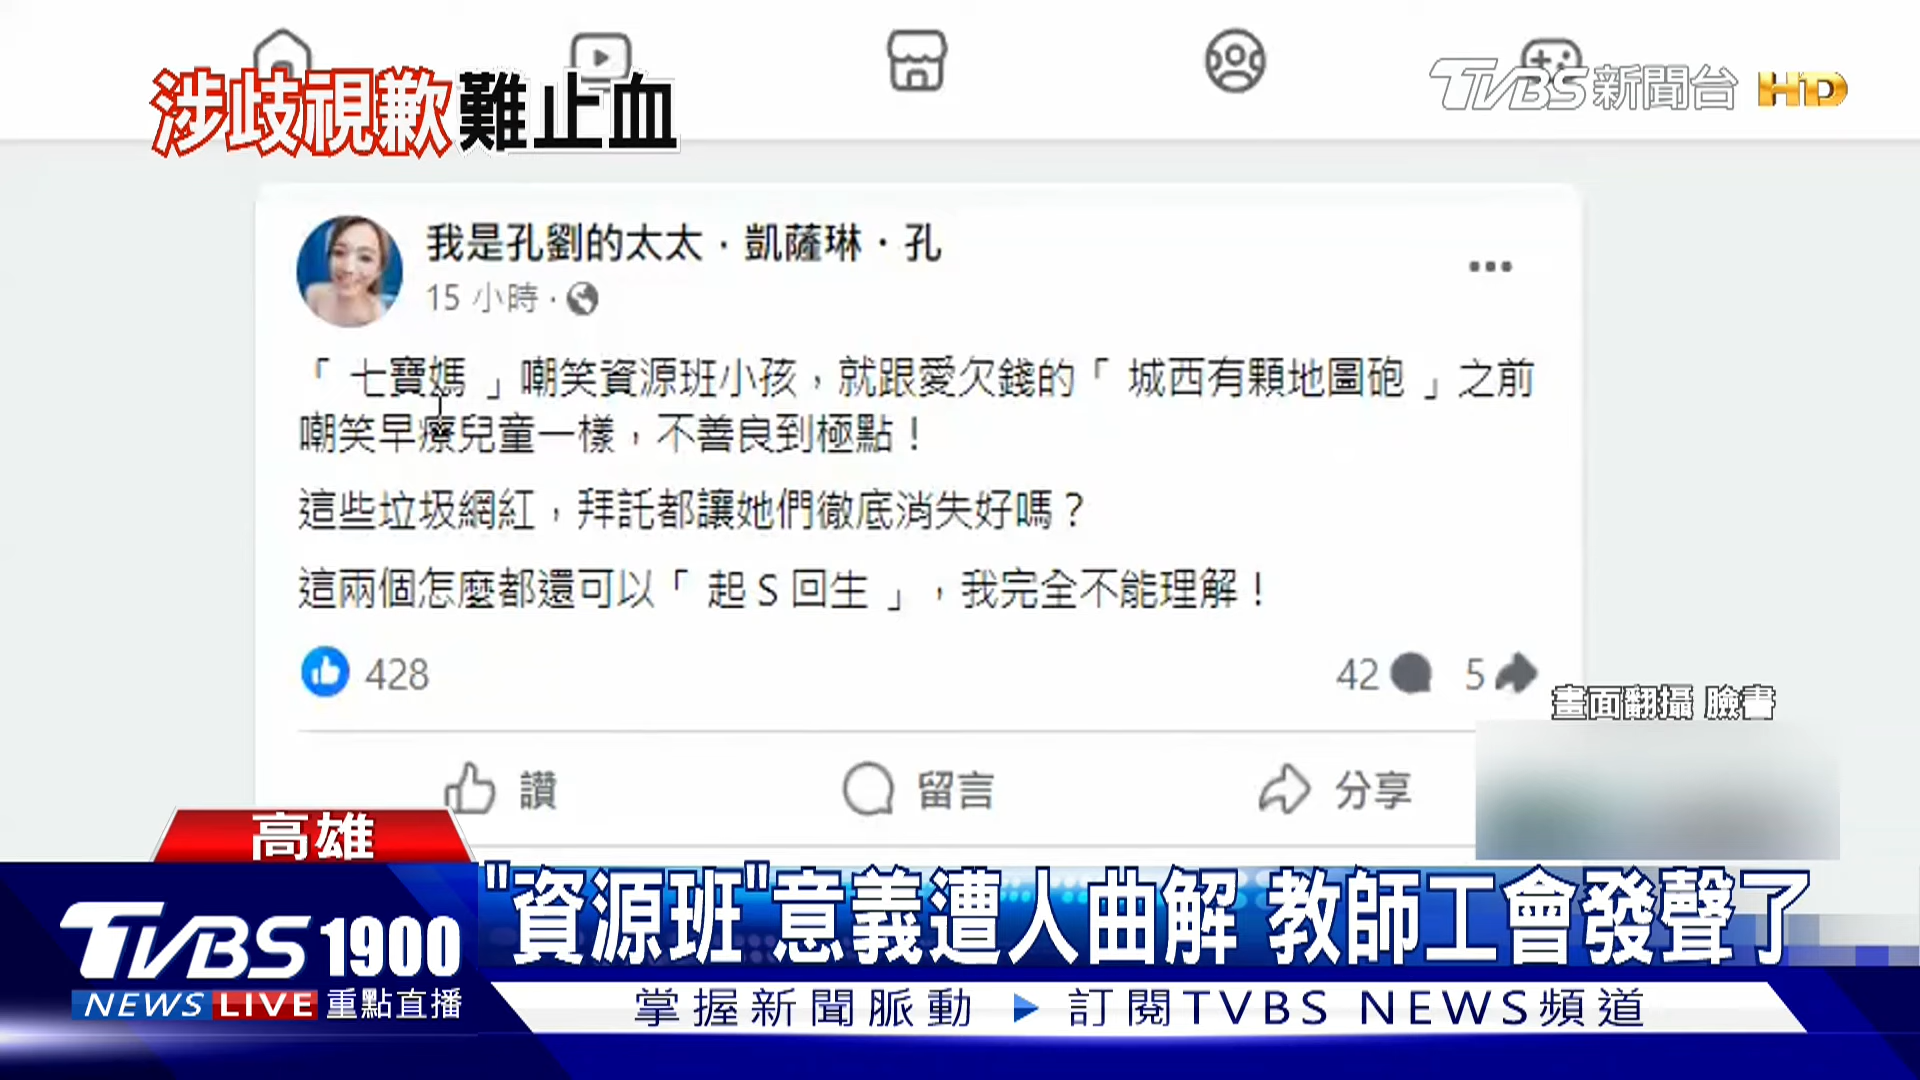 涉歧視歉難止血
TVBS新聞台 HD
我是孔劉的太太．凱薩琳．孔
15 小時 ·
「 七寶媽 」嘲笑資源班小孩，就跟愛欠錢的「 城西有顆地圖砲 」之前
嘲笑早療兒童一樣，不善良到極點！
這些垃圾網紅，拜託都讓她們徹底消失好嗎？
這兩個怎麼都還可以「 起 S 回生 」，我完全不能理解！
428
42
5
畫面翻攝 臉書
讚
留言
分享
高雄
"資源班"意義遭人曲解 教師工會發聲了
TVBS 1900
NEWS LIVE 重點直播
掌握新聞脈動 ▶ 訂閱TVBS NEWS頻道